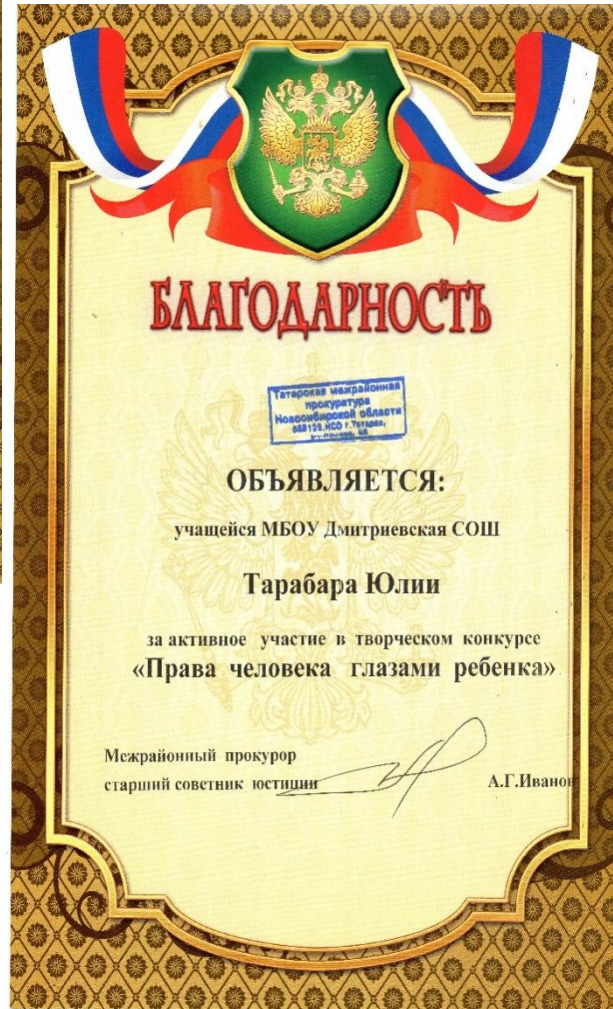 БЛАГОДАРНОСТЬ
Татарская межрайонная
прокуратура
Новосибирской области
НСО г.Татарск,
ОБЪЯВЛЯЕТСЯ:
учащейся МБОУ Дмитриевская СОШ
Тарабара Юлии
за активное участие в творческом конкурсе
«Права человека глазами ребенка»
Межрайонный прокурор
старший советник юстиции А.Г.Иванов